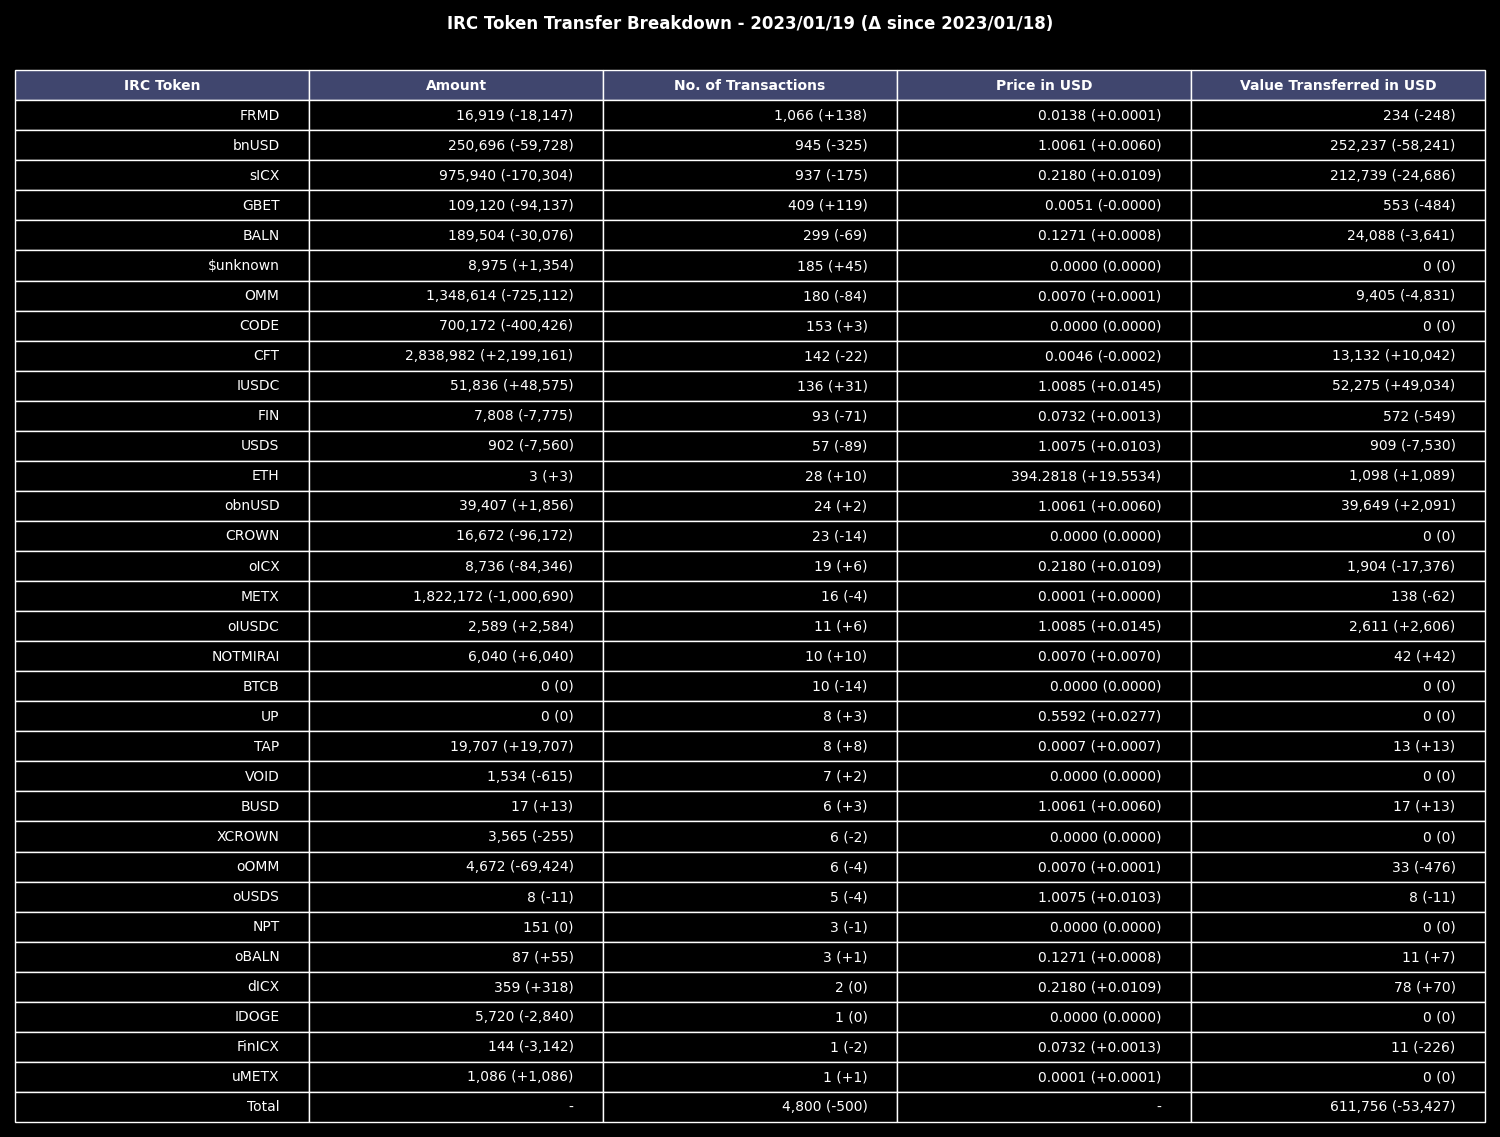 IRC Token Transfer Breakdown - 2023/01/19 (Δ since 2023/01/18)
IRC Token Amount No. of Transactions Price in USD Value Transferred in USD
FRMD 16,919 (-18,147) 1,066 (+138) 0.0138 (+0.0001) 234 (-248)
bnUSD 250,696 (-59,728) 945 (-325) 1.0061 (+0.0060) 252,237 (-58,241)
sICX 975,940 (-170,304) 937 (-175) 0.2180 (+0.0109) 212,739 (-24,686)
GBET 109,120 (-94,137) 409 (+119) 0.0051 (-0.0000) 553 (-484)
BALN 189,504 (-30,076) 299 (-69) 0.1271 (+0.0008) 24,088 (-3,641)
$unknown 8,975 (+1,354) 185 (+45) 0.0000 (0.0000) 0 (0)
OMM 1,348,614 (-725,112) 180 (-84) 0.0070 (+0.0001) 9,405 (-4,831)
CODE 700,172 (-400,426) 153 (+3) 0.0000 (0.0000) 0 (0)
CFT 2,838,982 (+2,199,161) 142 (-22) 0.0046 (-0.0002) 13,132 (+10,042)
IUSDC 51,836 (+48,575) 136 (+31) 1.0085 (+0.0145) 52,275 (+49,034)
FIN 7,808 (-7,775) 93 (-71) 0.0732 (+0.0013) 572 (-549)
USDS 902 (-7,560) 57 (-89) 1.0075 (+0.0103) 909 (-7,530)
ETH 3 (+3) 28 (+10) 394.2818 (+19.5534) 1,098 (+1,089)
obnUSD 39,407 (+1,856) 24 (+2) 1.0061 (+0.0060) 39,649 (+2,091)
CROWN 16,672 (-96,172) 23 (-14) 0.0000 (0.0000) 0 (0)
oICX 8,736 (-84,346) 19 (+6) 0.2180 (+0.0109) 1,904 (-17,376)
METX 1,822,172 (-1,000,690) 16 (-4) 0.0001 (+0.0000) 138 (-62)
oIUSDC 2,589 (+2,584) 11 (+6) 1.0085 (+0.0145) 2,611 (+2,606)
NOTMIRAI 6,040 (+6,040) 10 (+10) 0.0070 (+0.0070) 42 (+42)
BTCB 0 (0) 10 (-14) 0.0000 (0.0000) 0 (0)
UP 0 (0) 8 (+3) 0.5592 (+0.0277) 0 (0)
TAP 19,707 (+19,707) 8 (+8) 0.0007 (+0.0007) 13 (+13)
VOID 1,534 (-615) 7 (+2) 0.0000 (0.0000) 0 (0)
BUSD 17 (+13) 6 (+3) 1.0061 (+0.0060) 17 (+13)
XCROWN 3,565 (-255) 6 (-2) 0.0000 (0.0000) 0 (0)
oOMM 4,672 (-69,424) 6 (-4) 0.0070 (+0.0001) 33 (-476)
oUSDS 8 (-11) 5 (-4) 1.0075 (+0.0103) 8 (-11)
NPT 151 (0) 3 (-1) 0.0000 (0.0000) 0 (0)
oBALN 87 (+55) 3 (+1) 0.1271 (+0.0008) 11 (+7)
dICX 359 (+318) 2 (0) 0.2180 (+0.0109) 78 (+70)
IDOGE 5,720 (-2,840) 1 (0) 0.0000 (0.0000) 0 (0)
FinICX 144 (-3,142) 1 (-2) 0.0732 (+0.0013) 11 (-226)
uMETX 1,086 (+1,086) 1 (+1) 0.0001 (+0.0001) 0 (0)
Total - 4,800 (-500) - 611,756 (-53,427)